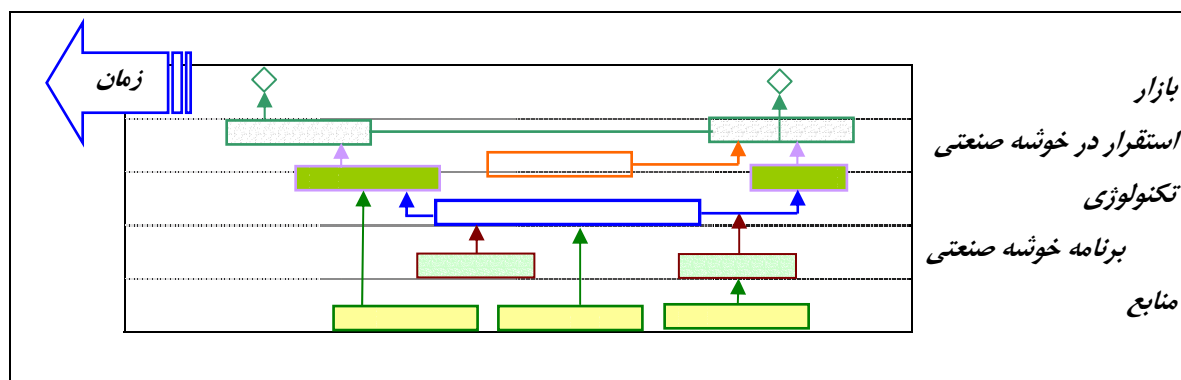 زمان
بازار
استقرار در خوشه صنعتی
تکنولوژی
برنامه خوشه صنعتی
منابع